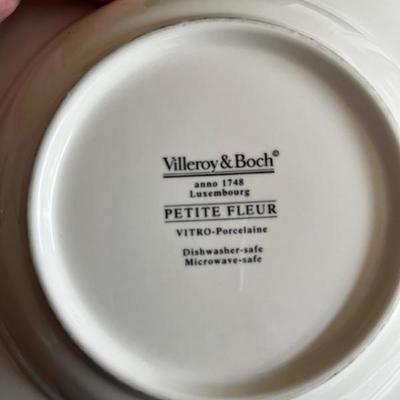 Villeroy & Boch©
anno 1748
Luxembourg
PETITE FLEUR
VITRO-Porcelaine
Dishwasher-safe
Microwave-safe